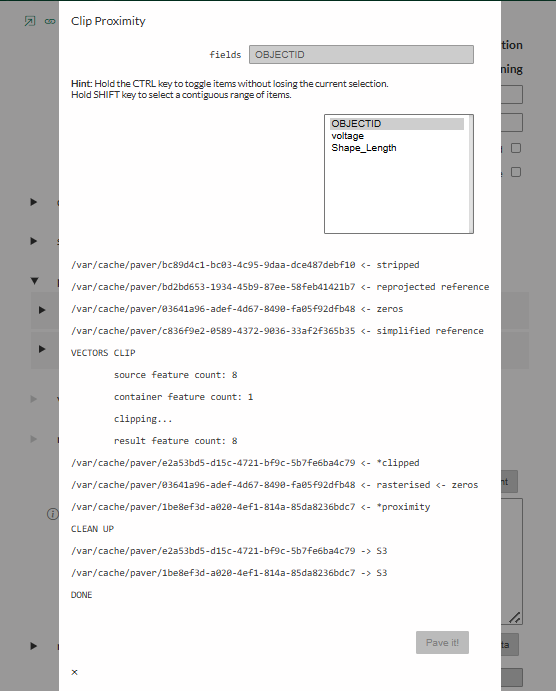 Clip Proximity
tion
fields OBJECTID
ning
Hint: Hold the CTRL key to toggle items without losing the current selection.
Hold SHIFT key to select a contiguous range of items.
OBJECTID
voltage
Shape_Length
/var/cache/paver/bc89d4c1-bc03-4c95-9daa-dce487debf10 <- stripped
/var/cache/paver/bd2bd653-1934-45b9-87ee-58feb41421b7 <- reprojected reference
/var/cache/paver/03641a96-adef-4d67-8490-fa05f92dfb48 <- zeros
/var/cache/paver/c836f9e2-0589-4372-9036-33af2f365b35 <- simplified reference
VECTORS CLIP
source feature count: 8
container feature count: 1
clipping...
result feature count: 8
/var/cache/paver/e2a53bd5-d15c-4721-bf9c-5b7fe6ba4c79 <- *clipped
/var/cache/paver/03641a96-adef-4d67-8490-fa05f92dfb48 <- rasterised <- zeros
nt
/var/cache/paver/1be8ef3d-a020-4ef1-814a-85da8236bdc7 <- *proximity
CLEAN UP
/var/cache/paver/e2a53bd5-d15c-4721-bf9c-5b7fe6ba4c79 -> S3
/var/cache/paver/1be8ef3d-a020-4ef1-814a-85da8236bdc7 -> S3
DONE
Pave it!
ta
×